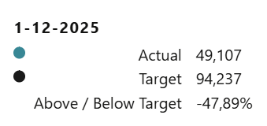 1-12-2025
Actual 49,107
Target 94,237
Above / Below Target -47,89%